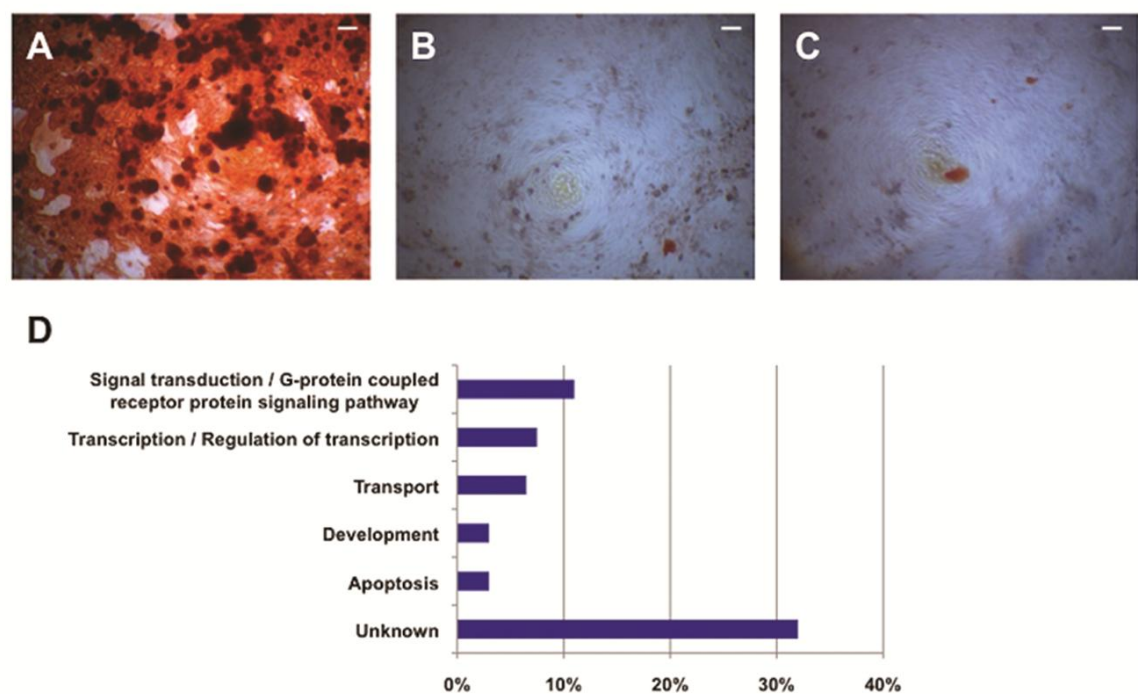 A
B
C
D
Signal transduction / G-protein coupled
receptor protein signaling pathway
Transcription / Regulation of transcription
Transport
Development
Apoptosis
Unknown
0%
10%
20%
30%
40%